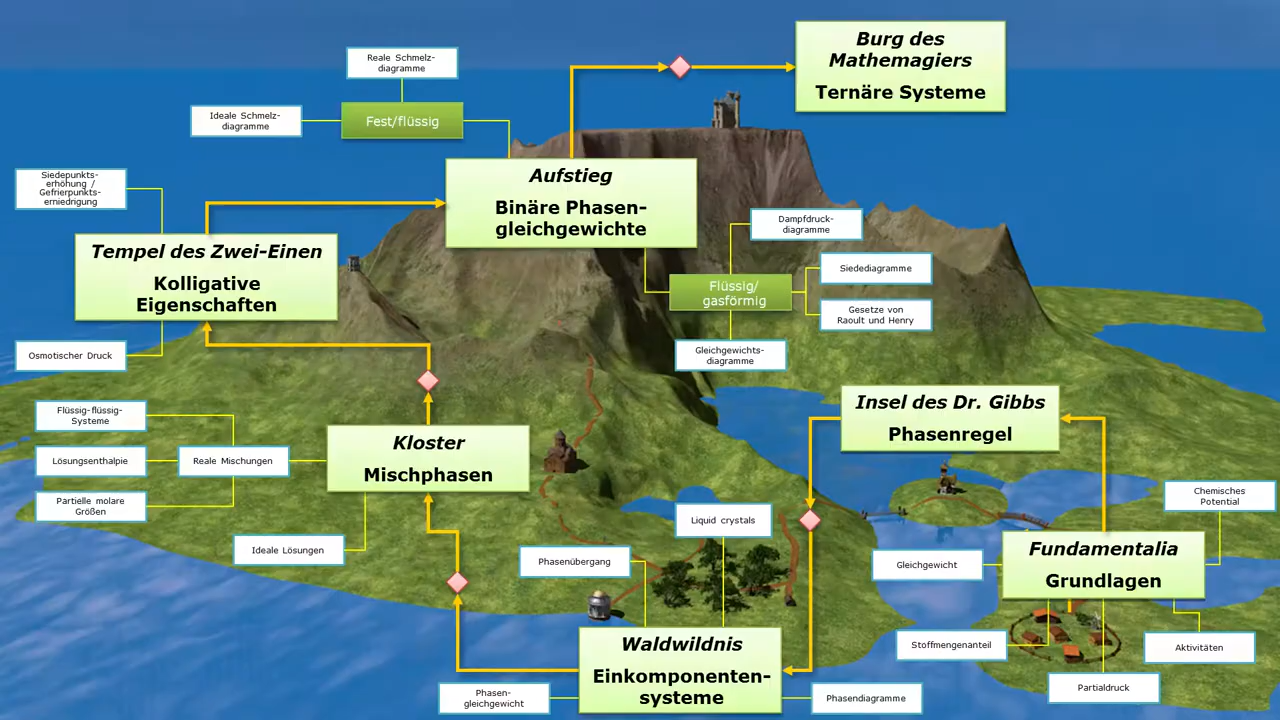 Burg des
Mathemagiers
Ternäre Systeme
Reale Schmelz-
diagramme
Ideale Schmelz-
diagramme
Fest/flüssig
Aufstieg
Binäre Phasen-
gleichgewichte
Siedepunkts-
erhöhung /
Gefrierpunkts-
erniedrigung
Tempel des Zwei-Einen
Kolligative
Eigenschaften
Osmotischer Druck
Dampfdruck-
diagramme
Siedediagramme
Flüssig/
gasförmig
Gesetze von
Raoult und Henry
Gleichgewichts-
diagramme
Insel des Dr. Gibbs
Phasenregel
Flüssig-flüssig-
Systeme
Lösungsenthalpie
Reale Mischungen
Partielle molare
Größen
Kloster
Mischphasen
Ideale Lösungen
Chemisches
Potential
Liquid crystals
Phasenübergang
Gleichgewicht
Fundamentalia
Grundlagen
Stoffmengenanteil
Aktivitäten
Partialdruck
Waldwildnis
Einkomponenten-
systeme
Phasen-
gleichgewicht
Phasendiagramme